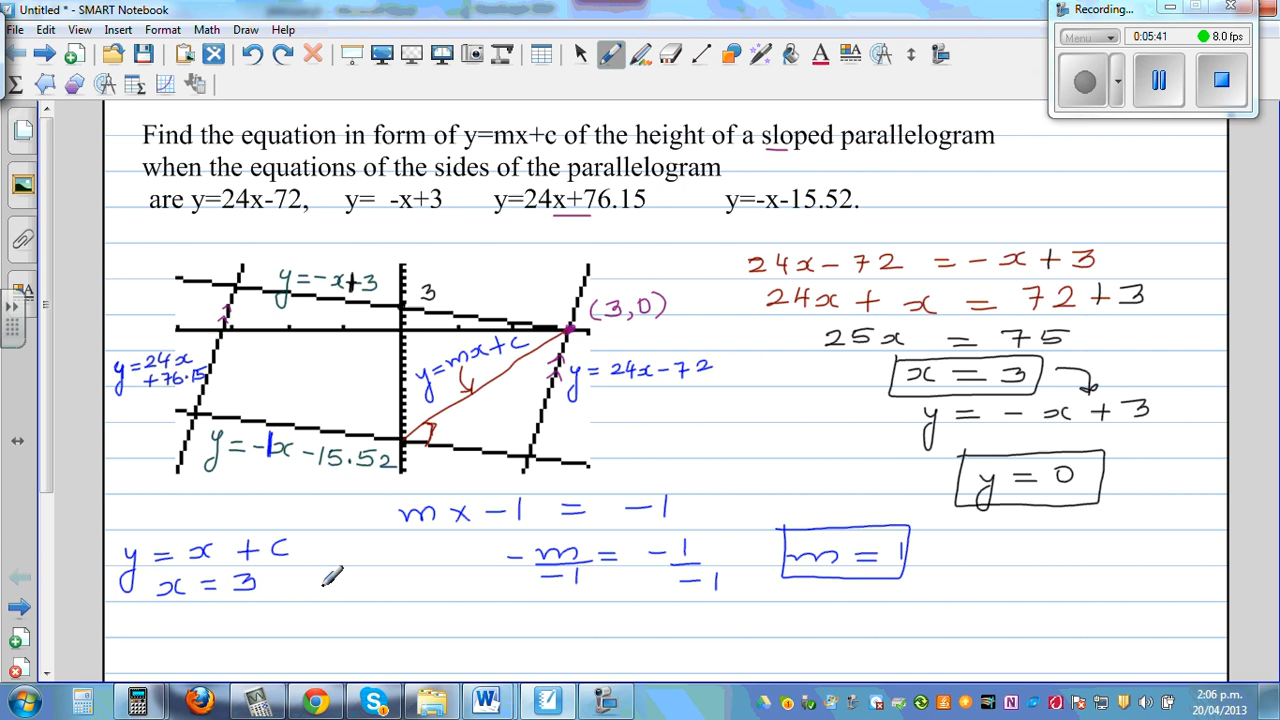 Untitled * - SMART Notebook
File Edit View Insert Format Math Draw Help
Recording...
Menu 0:05:41 8.0 fps
Find the equation in form of y=mx+c of the height of a sloped parallelogram
when the equations of the sides of the parallelogram
are y=24x-72, y= -x+3 y=24x+76.15 y=-x-15.52.
y=-x+3
3
(3,0)
y=24x
+76.15
y=mx+c
y=24x-72
y=-1x-15.52
24x-72 =-x+3
24x + x = 72+3
25x = 75
x = 3
y = -x+3
y = 0
m x -1 = -1
y = x + c
-m/-1 = -1/-1
m = 1
x = 3
2:06 p.m.
20/04/2013